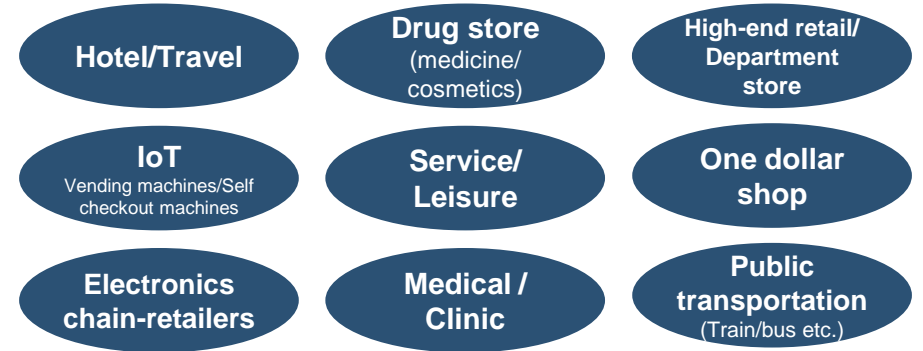 Hotel/Travel
Drug store
(medicine/
cosmetics)
High-end retail/
Department
store
IoT
Vending machines/Self
checkout machines
Service/
Leisure
One dollar
shop
Electronics
chain-retailers
Medical /
Clinic
Public
transportation
(Train/bus etc.)